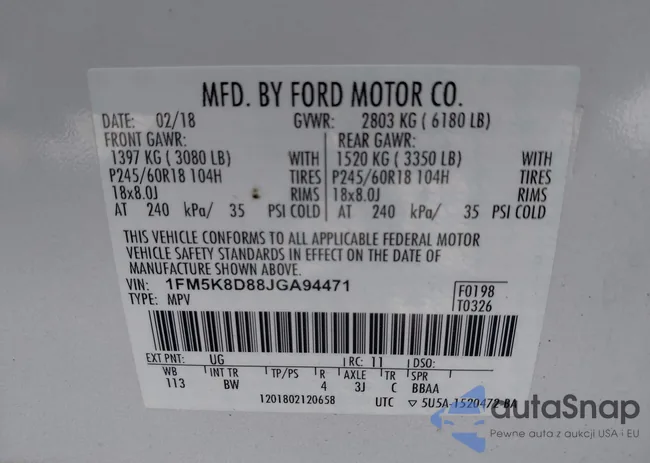 MFD. BY FORD MOTOR CO.
DATE: 02/18 GVWR: 2803 KG ( 6180 LB)
FRONT GAWR: REAR GAWR:
1397 KG ( 3080 LB) WITH 1520 KG ( 3350 LB) WITH
P245/60R18 104H TIRES P245/60R18 104H TIRES
18x8.0J RIMS 18x8.0J RIMS
AT 240 kPa/ 35 PSI COLD AT 240 kPa/ 35 PSI COLD
THIS VEHICLE CONFORMS TO ALL APPLICABLE FEDERAL MOTOR
VEHICLE SAFETY STANDARDS IN EFFECT ON THE DATE OF
MANUFACTURE SHOWN ABOVE.
VIN: 1FM5K8D88JGA94471 F0198
TYPE: MPV T0326
EXT PNT: UG RC: 11 DSO:
WB INT TR TP/PS R AXLE TR SPR
113 BW 4 3J C BBAA
1201802120658 UTC ▽ 5U5A-1520472-BA
autaSnap
Pewne auta z aukcji USA i EU